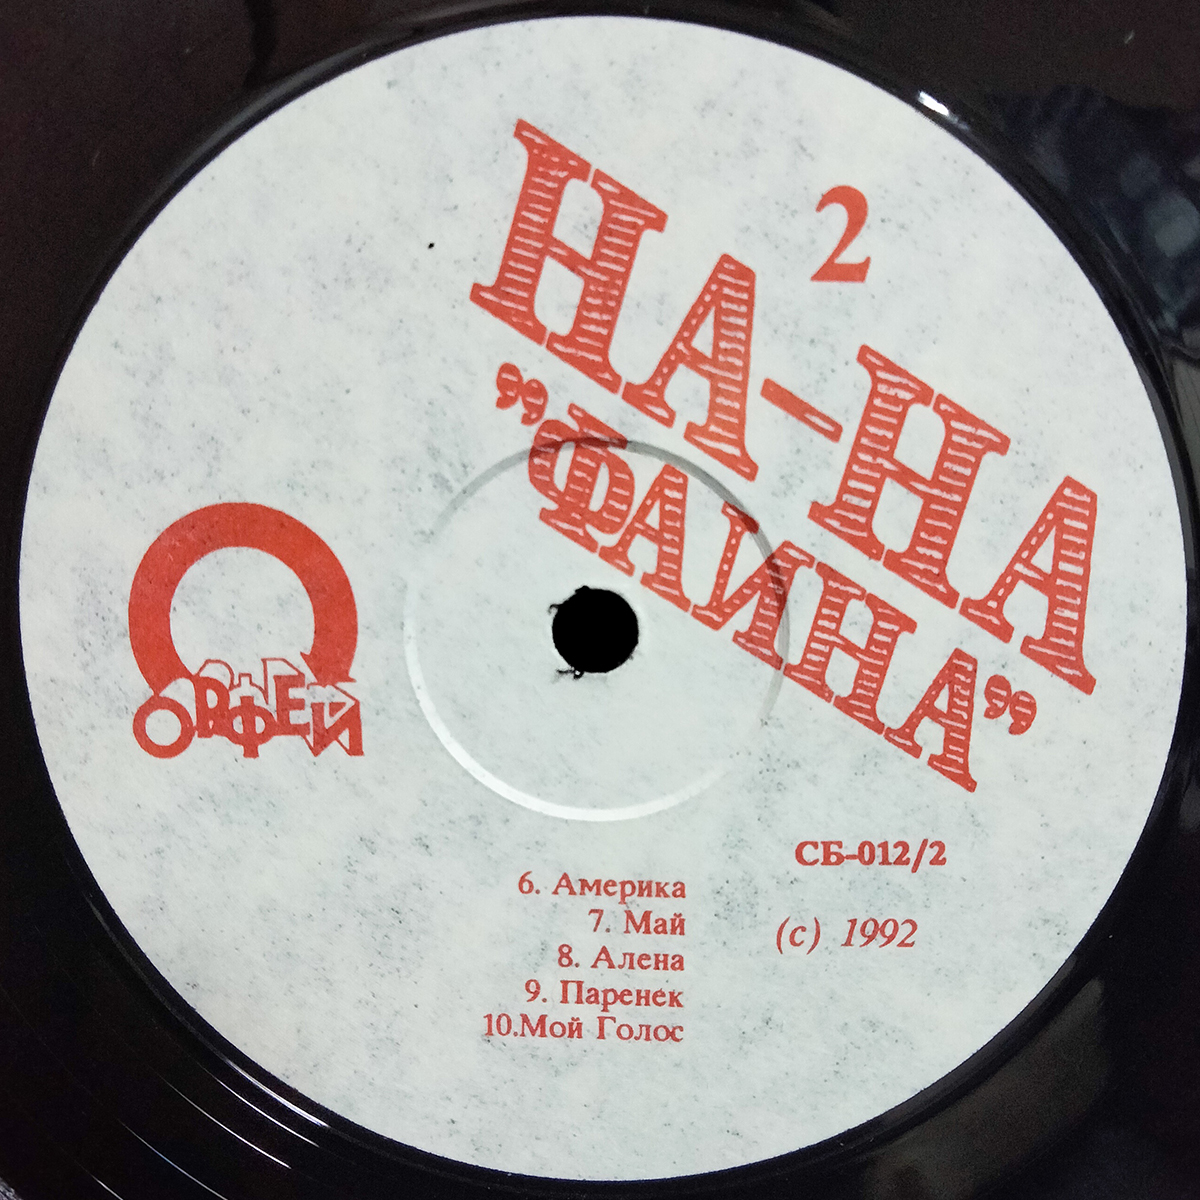 2
НА-НА
"ФАИНА"
ОРФЕЙ
СБ-012/2
(c) 1992
6. Америка
7. Май
8. Алена
9. Паренек
10.Мой Голос